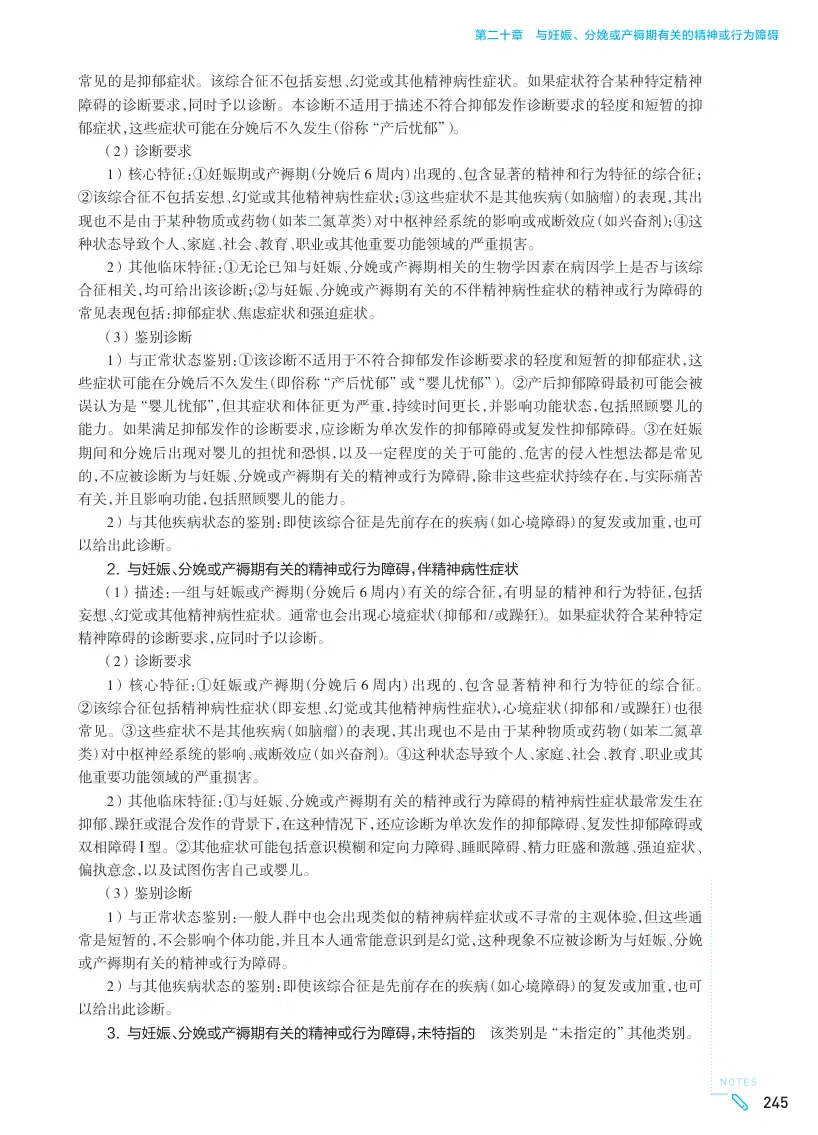 第二十章　与妊娠、分娩或产褥期有关的精神或行为障碍
常见的是抑郁症状。该综合征不包括妄想、幻觉或其他精神病性症状。如果症状符合某种特定精神
障碍的诊断要求，同时予以诊断。本诊断不适用于描述不符合抑郁发作诊断要求的轻度和短暂的抑
郁症状，这些症状可能在分娩后不久发生（俗称“产后忧郁”）。
（2）诊断要求
1）核心特征：①妊娠期或产褥期（分娩后 6 周内）出现的、包含显著的精神和行为特征的综合征；
②该综合征不包括妄想、幻觉或其他精神病性症状；③这些症状不是其他疾病（如脑瘤）的表现，其出
现也不是由于某种物质或药物（如苯二氮䓬类）对中枢神经系统的影响或戒断效应（如兴奋剂）；④这
种状态导致个人、家庭、社会、教育、职业或其他重要功能领域的严重损害。
2）其他临床特征：①无论已知与妊娠、分娩或产褥期相关的生物学因素在病因学上是否与该综
合征相关，均可给出该诊断；②与妊娠、分娩或产褥期有关的不伴精神病性症状的精神或行为障碍的
常见表现包括：抑郁症状、焦虑症状和强迫症状。
（3）鉴别诊断
1）与正常状态鉴别：①该诊断不适用于不符合抑郁发作诊断要求的轻度和短暂的抑郁症状，这
些症状可能在分娩后不久发生（即俗称“产后忧郁”或“婴儿忧郁”）。②产后抑郁障碍最初可能会被
误认为是“婴儿忧郁”，但其症状和体征更为严重，持续时间更长，并影响功能状态，包括照顾婴儿的
能力。如果满足抑郁发作的诊断要求，应诊断为单次发作的抑郁障碍或复发性抑郁障碍。③在妊娠
期间和分娩后出现对婴儿的担忧和恐惧，以及一定程度的关于可能的、危害的侵入性想法都是常见
的，不应被诊断为与妊娠、分娩或产褥期有关的精神或行为障碍，除非这些症状持续存在，与实际痛苦
有关，并且影响功能，包括照顾婴儿的能力。
2）与其他疾病状态的鉴别：即使该综合征是先前存在的疾病（如心境障碍）的复发或加重，也可
以给出此诊断。
2. 与妊娠、分娩或产褥期有关的精神或行为障碍，伴精神病性症状
（1）描述：一组与妊娠或产褥期（分娩后 6 周内）有关的综合征，有明显的精神和行为特征，包括
妄想、幻觉或其他精神病性症状。通常也会出现心境症状（抑郁和/或躁狂）。如果症状符合某种特定
精神障碍的诊断要求，应同时予以诊断。
（2）诊断要求
1）核心特征：①妊娠或产褥期（分娩后 6 周内）出现的、包含显著精神和行为特征的综合征。
②该综合征包括精神病性症状（即妄想、幻觉或其他精神病性症状），心境症状（抑郁和/或躁狂）也很
常见。③这些症状不是其他疾病（如脑瘤）的表现，其出现也不是由于某种物质或药物（如苯二氮䓬
类）对中枢神经系统的影响、戒断效应（如兴奋剂）。④这种状态导致个人、家庭、社会、教育、职业或其
他重要功能领域的严重损害。
2）其他临床特征：①与妊娠、分娩或产褥期有关的精神或行为障碍的精神病性症状最常发生在
抑郁、躁狂或混合发作的背景下，在这种情况下，还应诊断为单次发作的抑郁障碍、复发性抑郁障碍或
双相障碍Ⅰ型。②其他症状可能包括意识模糊和定向力障碍、睡眠障碍、精力旺盛和激越、强迫症状、
偏执意念，以及试图伤害自己或婴儿。
（3）鉴别诊断
1）与正常状态鉴别：一般人群中也会出现类似的精神病样症状或不寻常的主观体验，但这些通
常是短暂的，不会影响个体功能，并且本人通常能意识到是幻觉，这种现象不应被诊断为与妊娠、分娩
或产褥期有关的精神或行为障碍。
2）与其他疾病状态的鉴别：即使该综合征是先前存在的疾病（如心境障碍）的复发或加重，也可
以给出此诊断。
3. 与妊娠、分娩或产褥期有关的精神或行为障碍，未特指的　该类别是“未指定的”其他类别。
NOTES
245